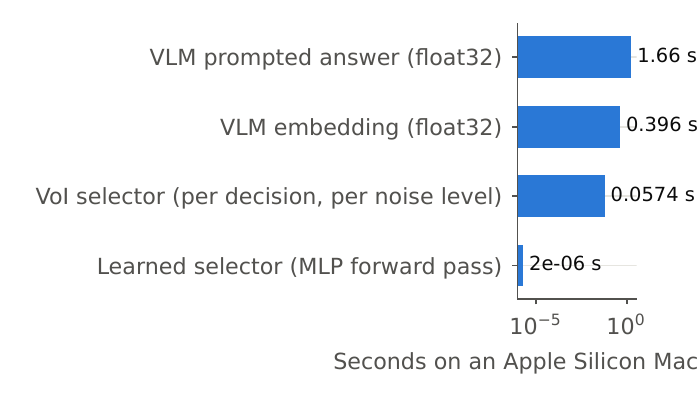 VLM prompted answer (float32)
1.66 s
VLM embedding (float32)
0.396 s
VoI selector (per decision, per noise level)
0.0574 s
Learned selector (MLP forward pass)
2e-06 s
10⁻⁵
10⁰
Seconds on an Apple Silicon Mac